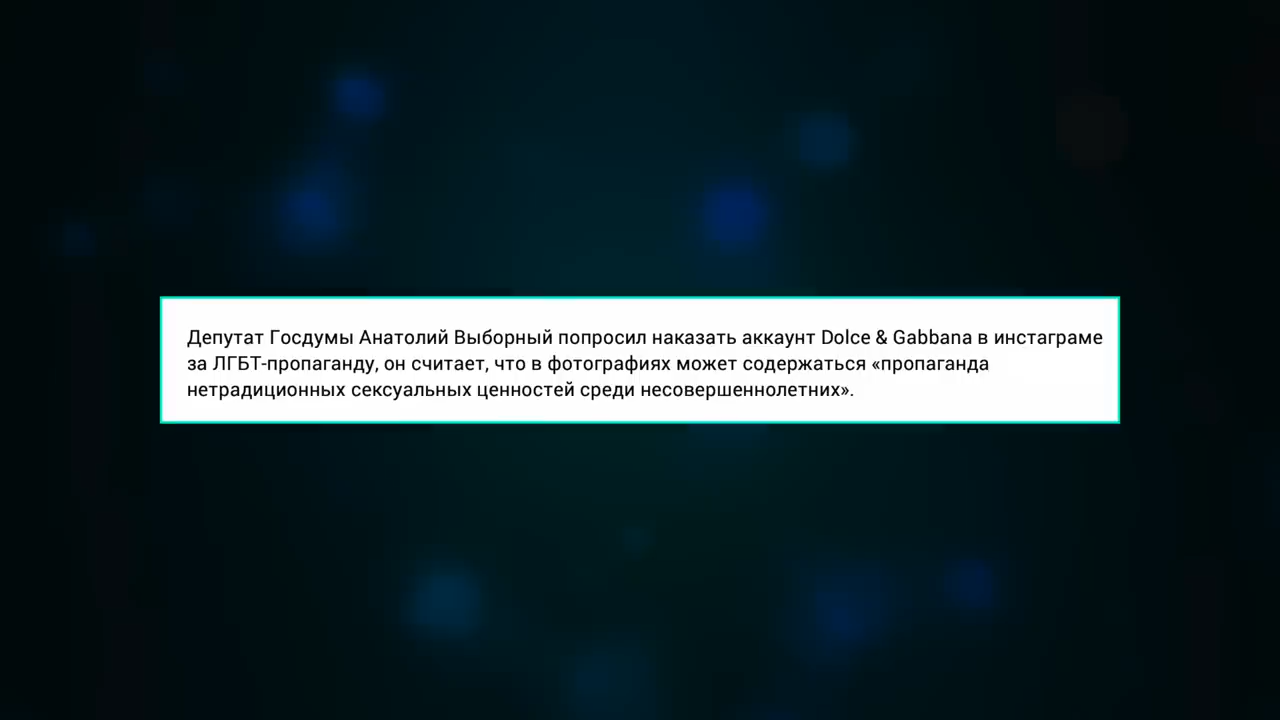 Депутат Госдумы Анатолий Выборный попросил наказать аккаунт Dolce & Gabbana в инстаграме
за ЛГБТ-пропаганду, он считает, что в фотографиях может содержаться «пропаганда
нетрадиционных сексуальных ценностей среди несовершеннолетних».